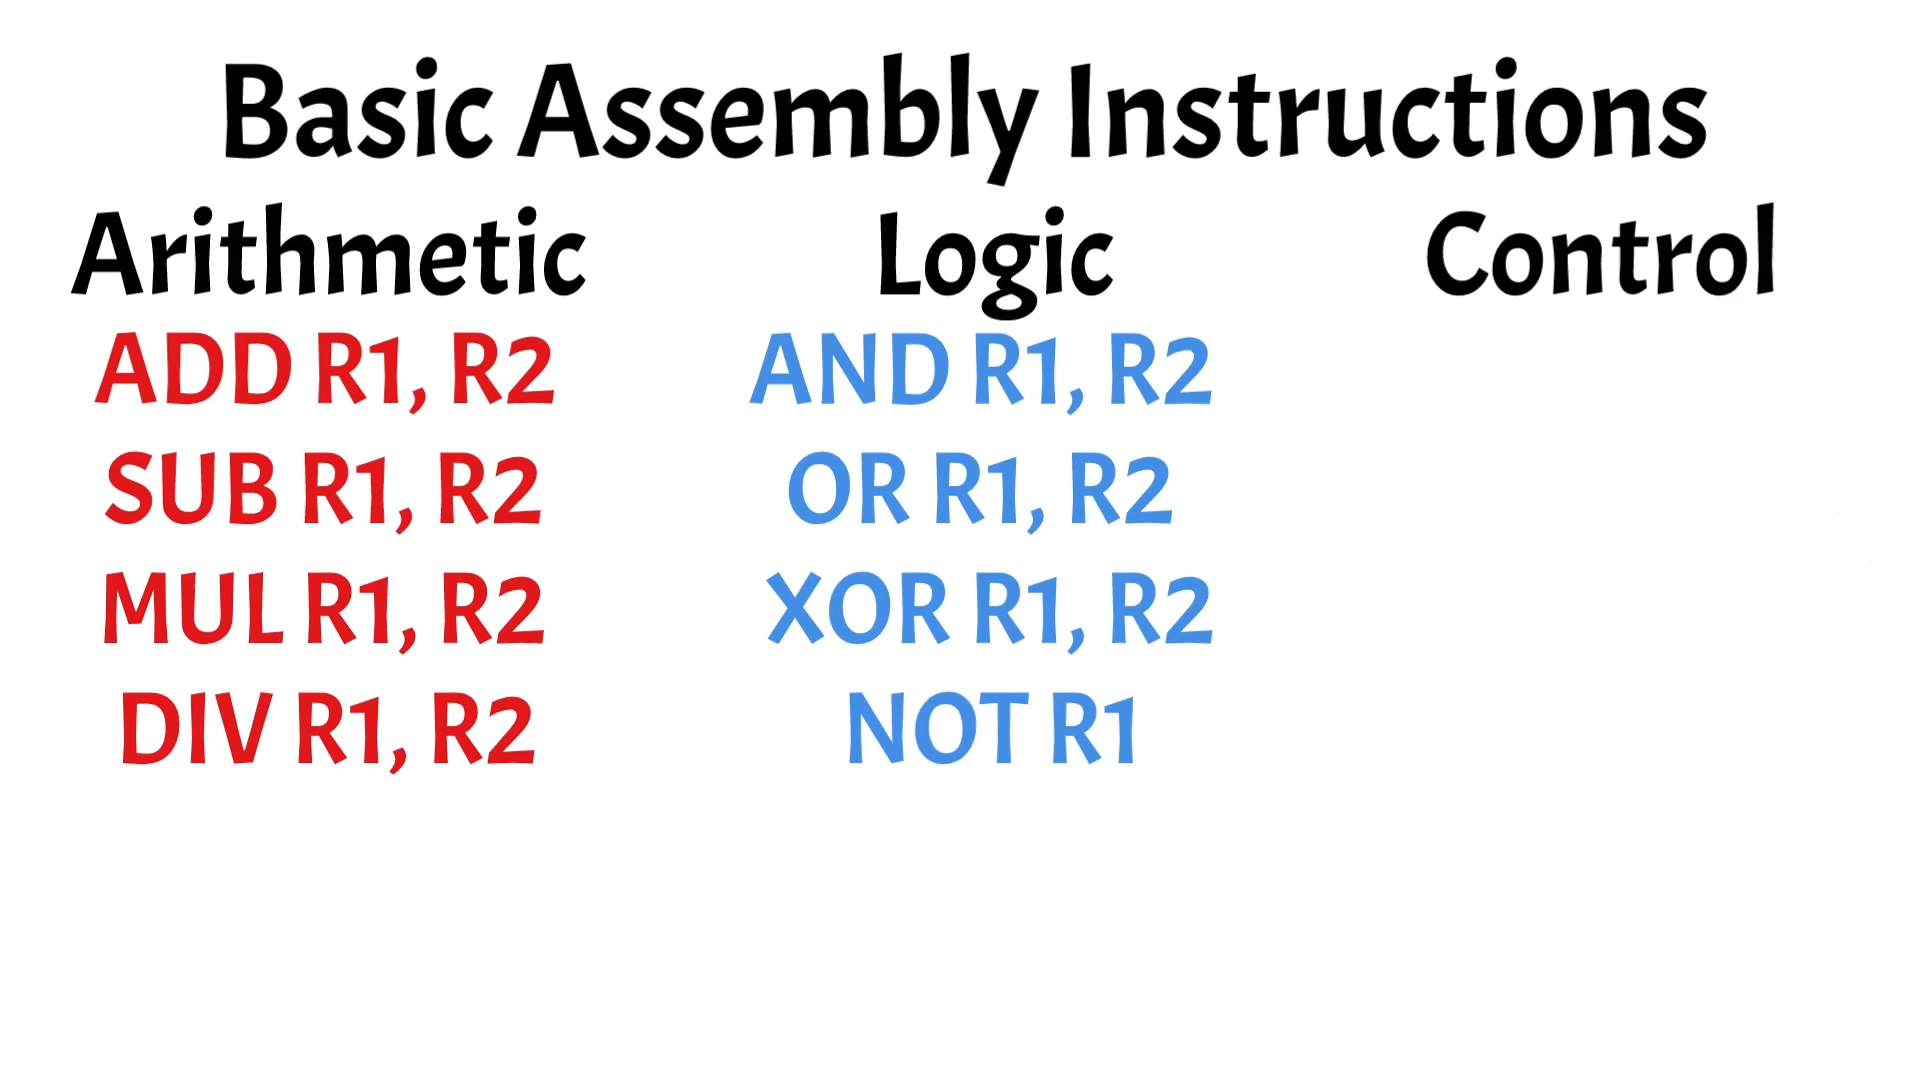 Basic Assembly Instructions
Arithmetic Logic Control
ADD R1, R2 AND R1, R2
SUB R1, R2 OR R1, R2
MUL R1, R2 XOR R1, R2
DIV R1, R2 NOT R1